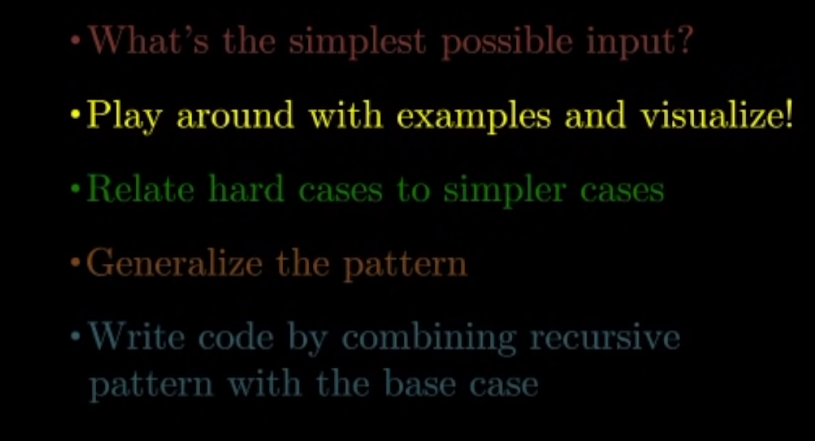 •What's the simplest possible input?
•Play around with examples and visualize!
•Relate hard cases to simpler cases
•Generalize the pattern
•Write code by combining recursive
pattern with the base case